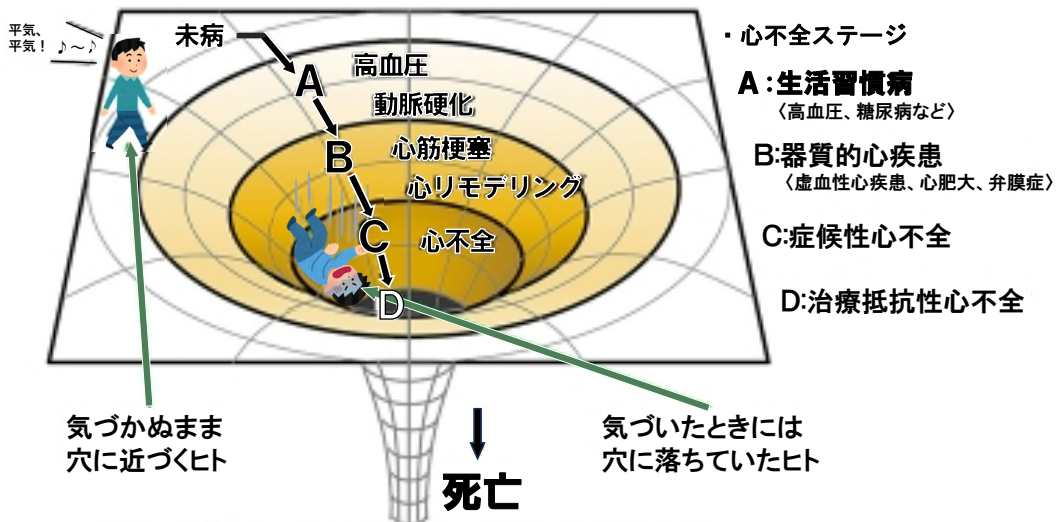 平気、
平気！♪～♪
未病
A
高血圧
動脈硬化
B
心筋梗塞
心リモデリング
C
心不全
D
・心不全ステージ
A：生活習慣病
〈高血圧、糖尿病など〉
B:器質的心疾患
〈虚血性心疾患、心肥大、弁膜症〉
C:症候性心不全
D:治療抵抗性心不全
気づかぬまま
穴に近づくヒト
気づいたときには
穴に落ちていたヒト
死亡